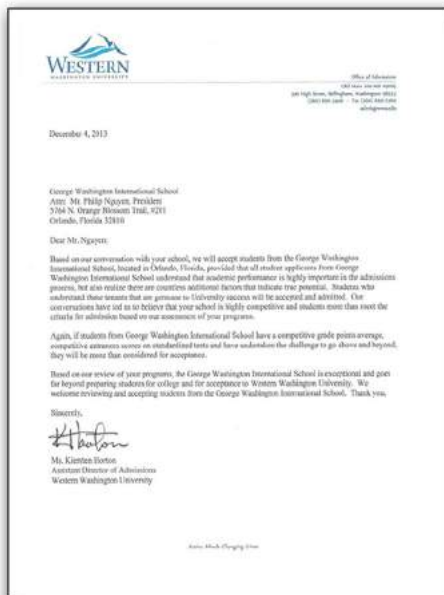 WESTERN
WASHINGTON UNIVERSITY
Office of Admissions
December 4, 2013
George Washington International School
Attn: Mr. Philip Nguyen, President
5764 N. Orange Blossom Trail, #281
Orlando, Florida 32810
Dear Mr. Nguyen:
Based on our conversation with your school, we will accept students from the George Washington
International School, located in Orlando, Florida, provided that all student applicants from George
Washington International School understand that academic performance is highly important in the admissions
process, but also realize there are countless additional factors that indicate true potential. Students who
understand these tenants that are germane to University success will be accepted and admitted. Our
conversations have led us to believe that your school is highly competitive and students more than meet the
criteria for admission based on our assessment of your programs.
Again, if students from George Washington International School have a competitive grade points average,
competitive entrance scores on standardized tests and have undertaken the challenge to go above and beyond,
they will be more than considered for acceptance.
Based on our review of your programs, the George Washington International School is exceptional and goes
far beyond preparing students for college and for acceptance to Western Washington University. We
welcome reviewing and accepting students from the George Washington International School. Thank you,
Sincerely,
KHorton
Ms. Kiersten Horton
Assistant Director of Admissions
Western Washington University
Active Minds Changing Lives